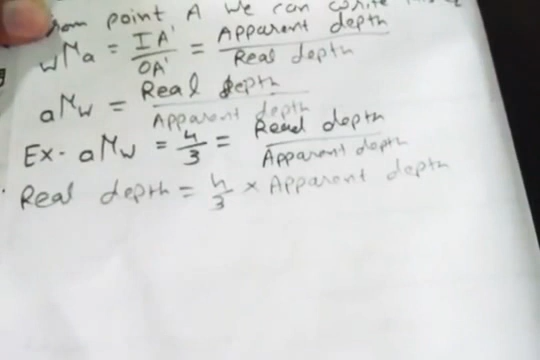 from point A we can write
wμa = IA'/OA' = Apparent depth/Real depth
aμw = Real depth/Apparent depth
Ex- aμw = 4/3 = Real depth/Apparent depth
Real depth = 4/3 × Apparent depth